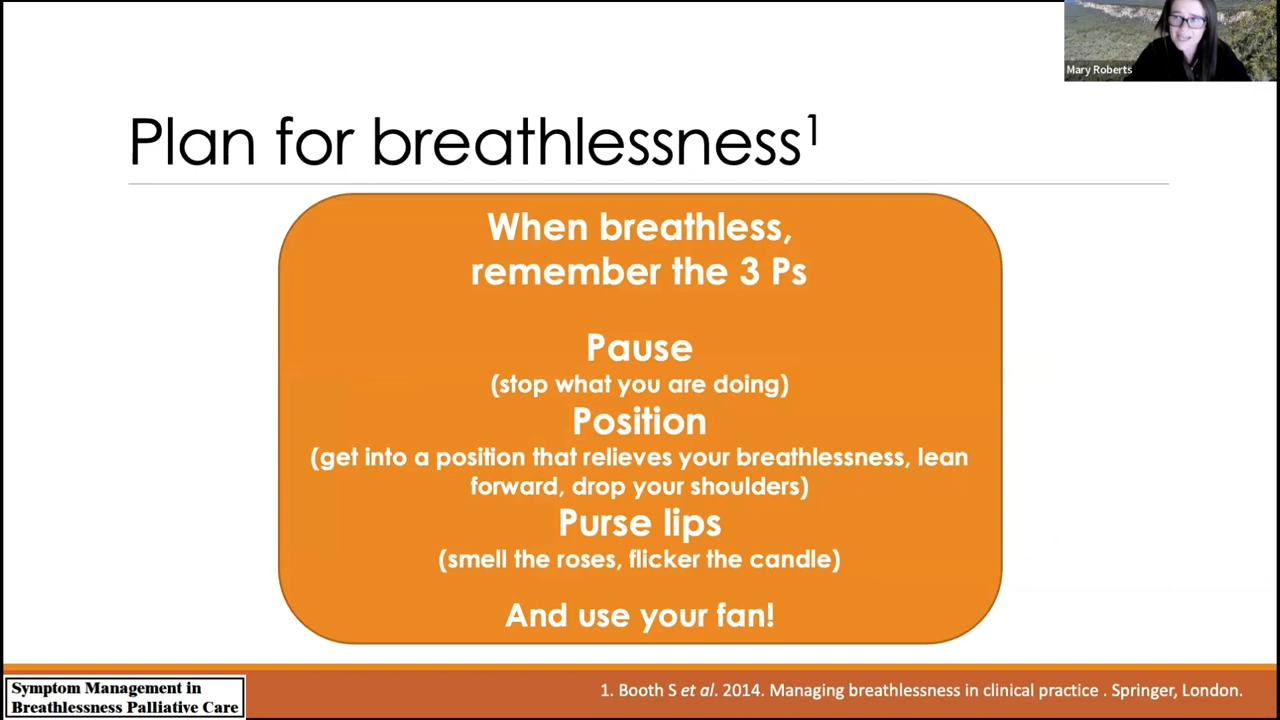 Mary Roberts
Plan for breathlessness1
When breathless,
remember the 3 Ps
Pause
(stop what you are doing)
Position
(get into a position that relieves your breathlessness, lean
forward, drop your shoulders)
Purse lips
(smell the roses, flicker the candle)
And use your fan!
Symptom Management in
Breathlessness Palliative Care
1. Booth S et al. 2014. Managing breathlessness in clinical practice . Springer, London.